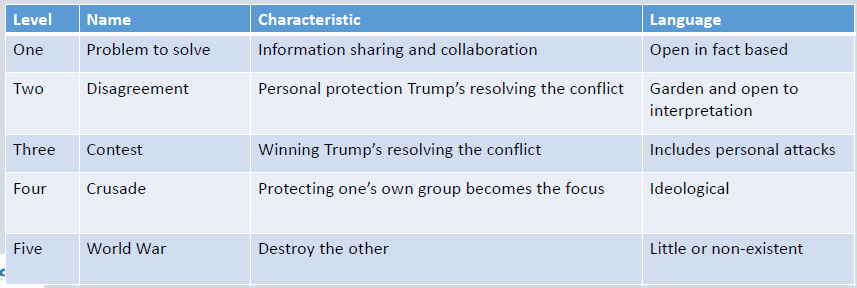 Level Name Characteristic Language
One Problem to solve Information sharing and collaboration Open in fact based
Two Disagreement Personal protection Trump’s resolving the conflict Garden and open to
interpretation
Three Contest Winning Trump’s resolving the conflict Includes personal attacks
Four Crusade Protecting one’s own group becomes the focus Ideological
Five World War Destroy the other Little or non-existent